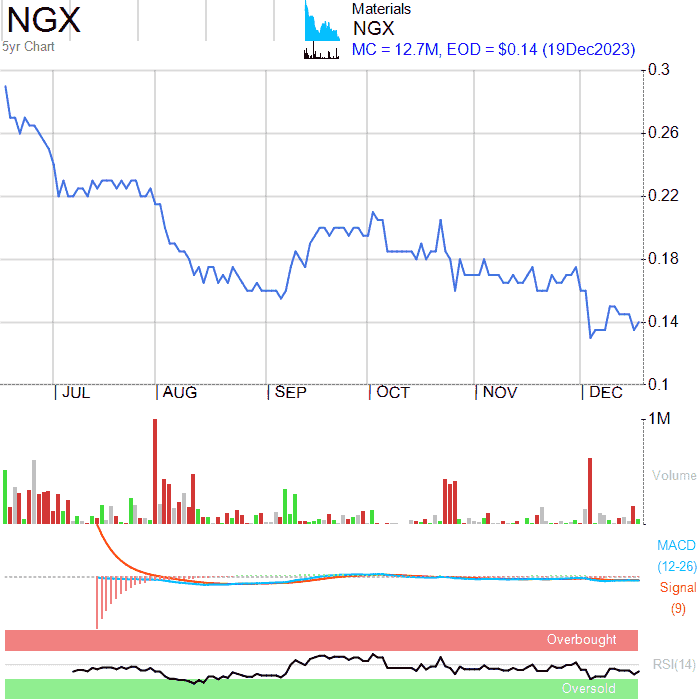 NGX
5yr Chart
Materials
NGX
MC = 12.7M, EOD = $0.14 (19Dec2023)
0.3
0.26
0.22
0.18
0.14
0.1
JUL AUG SEP OCT NOV DEC
1M
Volume
MACD
(12-26)
Signal
(9)
Overbought
RSI(14)
Oversold